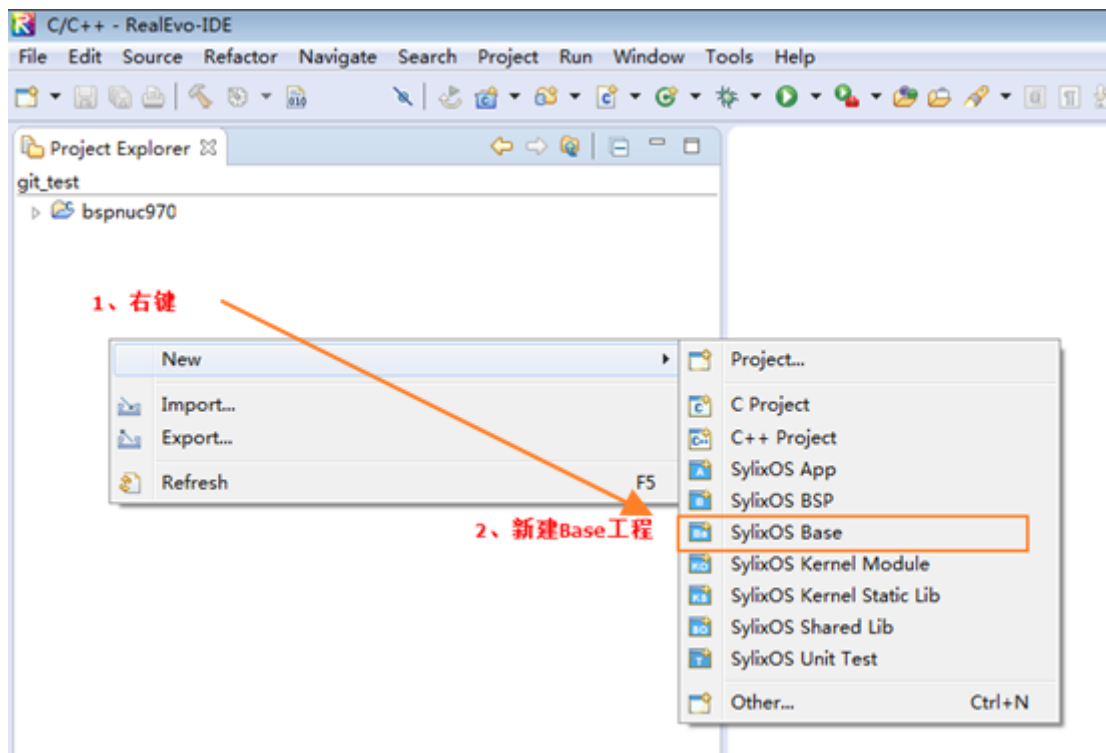 C/C++ - RealEvo-IDE
File Edit Source Refactor Navigate Search Project Run Window Tools Help
Project Explorer
git_test
bspnuc970
1、右键
New
Import...
Export...
Refresh F5
2、新建Base工程
Project...
C Project
C++ Project
SylixOS App
SylixOS BSP
SylixOS Base
SylixOS Kernel Module
SylixOS Kernel Static Lib
SylixOS Shared Lib
SylixOS Unit Test
Other... Ctrl+N